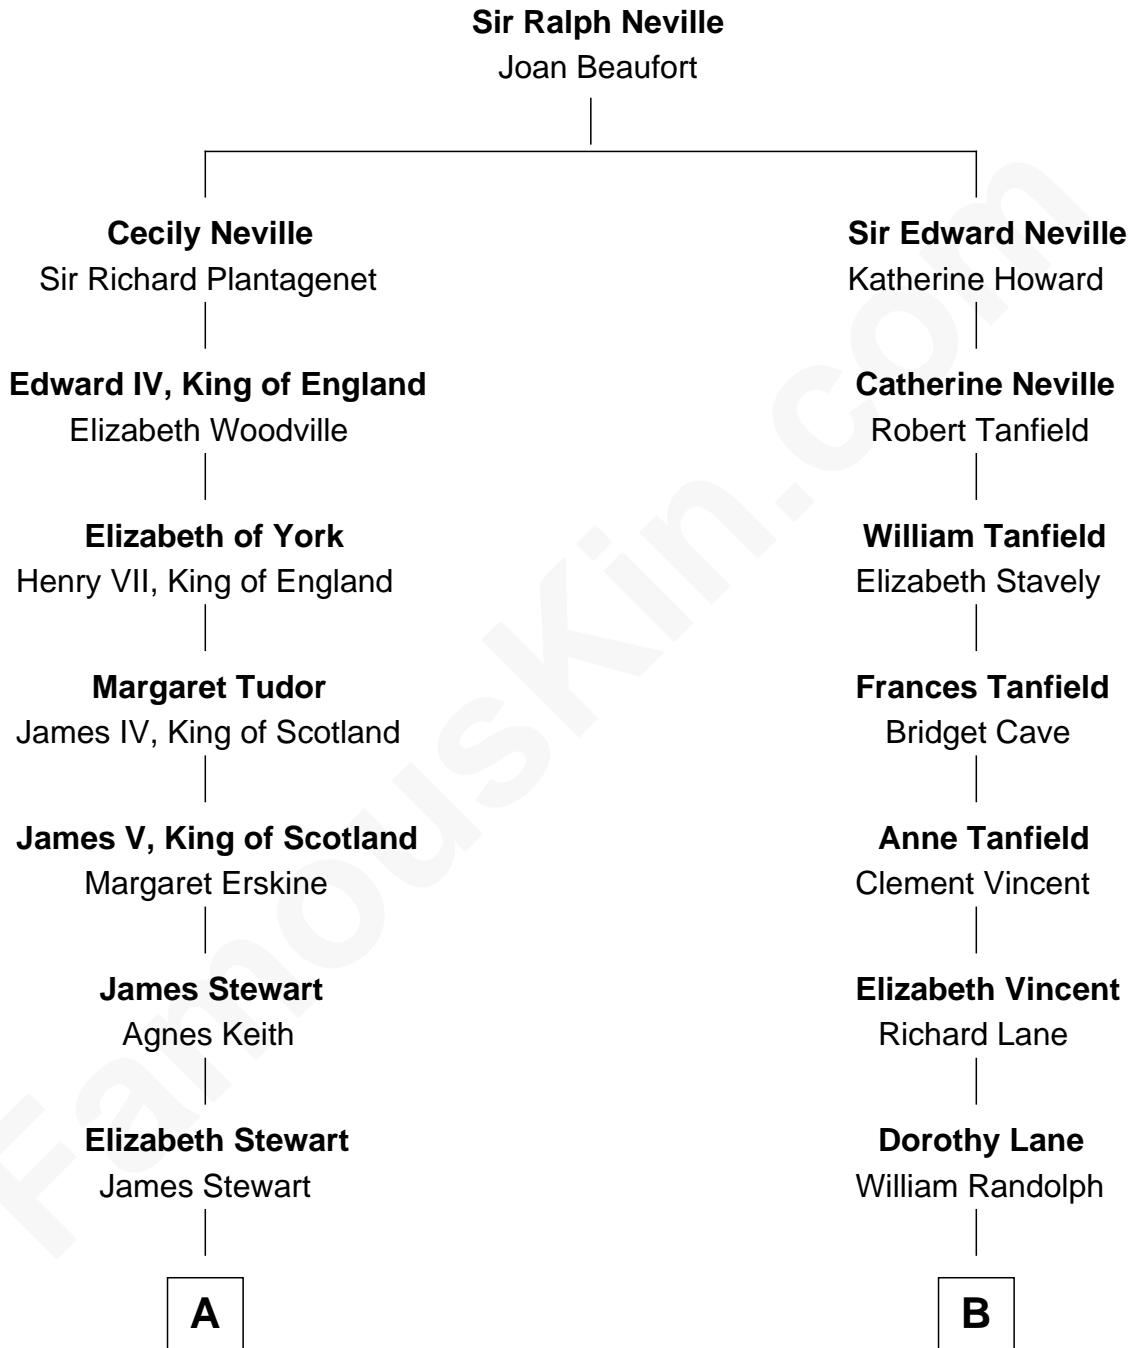 Sir Ralph Neville
Joan Beaufort
Cecily Neville
Sir Richard Plantagenet
Sir Edward Neville
Katherine Howard
Edward IV, King of England
Elizabeth Woodville
Catherine Neville
Robert Tanfield
Elizabeth of York
Henry VII, King of England
William Tanfield
Elizabeth Stavely
Margaret Tudor
James IV, King of Scotland
Frances Tanfield
Bridget Cave
James V, King of Scotland
Margaret Erskine
Anne Tanfield
Clement Vincent
James Stewart
Agnes Keith
Elizabeth Vincent
Richard Lane
Elizabeth Stewart
James Stewart
Dorothy Lane
William Randolph
A
B
FamousKin.com